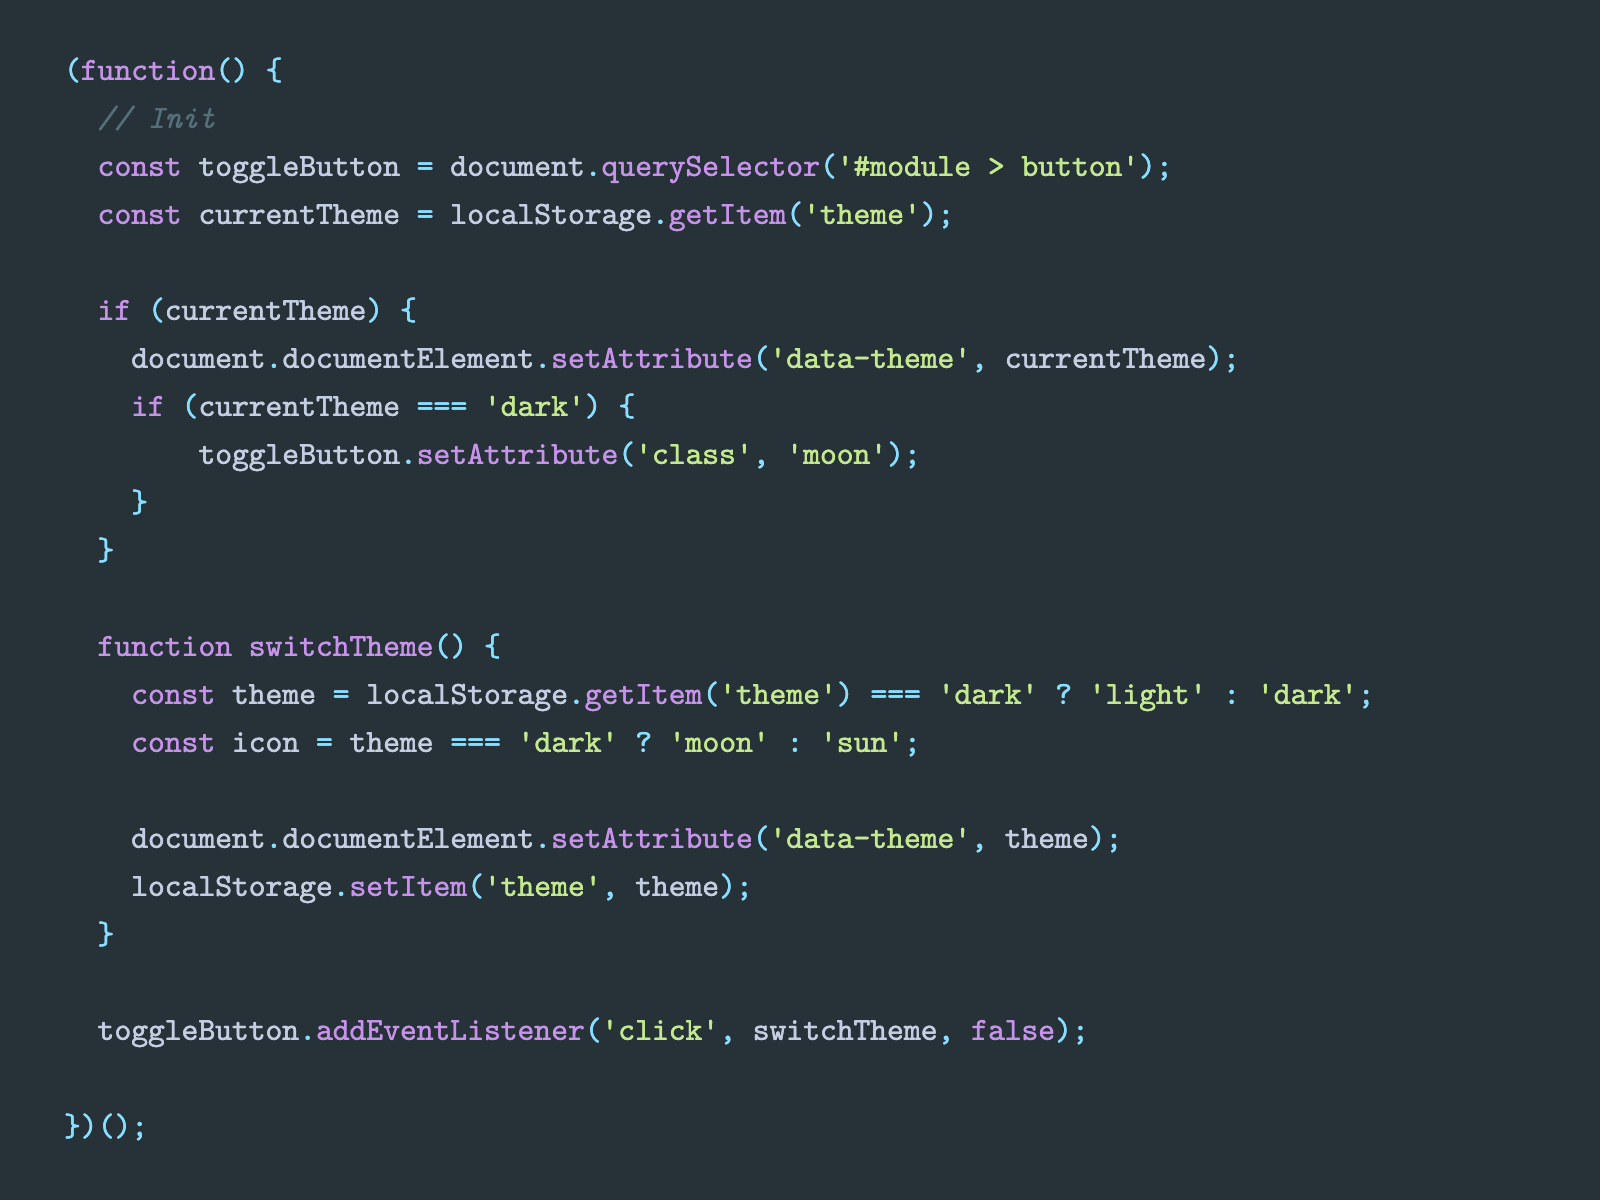 (function() {
  // Init
  const toggleButton = document.querySelector('#module > button');
  const currentTheme = localStorage.getItem('theme');

  if (currentTheme) {
    document.documentElement.setAttribute('data-theme', currentTheme);
    if (currentTheme === 'dark') {
        toggleButton.setAttribute('class', 'moon');
    }
  }

  function switchTheme() {
    const theme = localStorage.getItem('theme') === 'dark' ? 'light' : 'dark';
    const icon = theme === 'dark' ? 'moon' : 'sun';

    document.documentElement.setAttribute('data-theme', theme);
    localStorage.setItem('theme', theme);
  }

  toggleButton.addEventListener('click', switchTheme, false);

})();